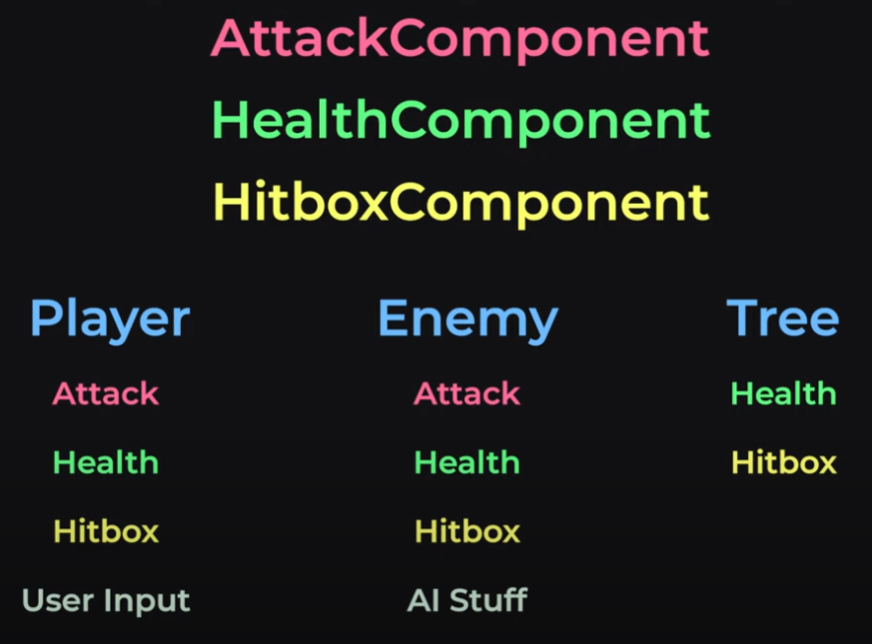 AttackComponent
HealthComponent
HitboxComponent
Player Enemy Tree
Attack Attack Health
Health Health Hitbox
Hitbox Hitbox
User Input AI Stuff